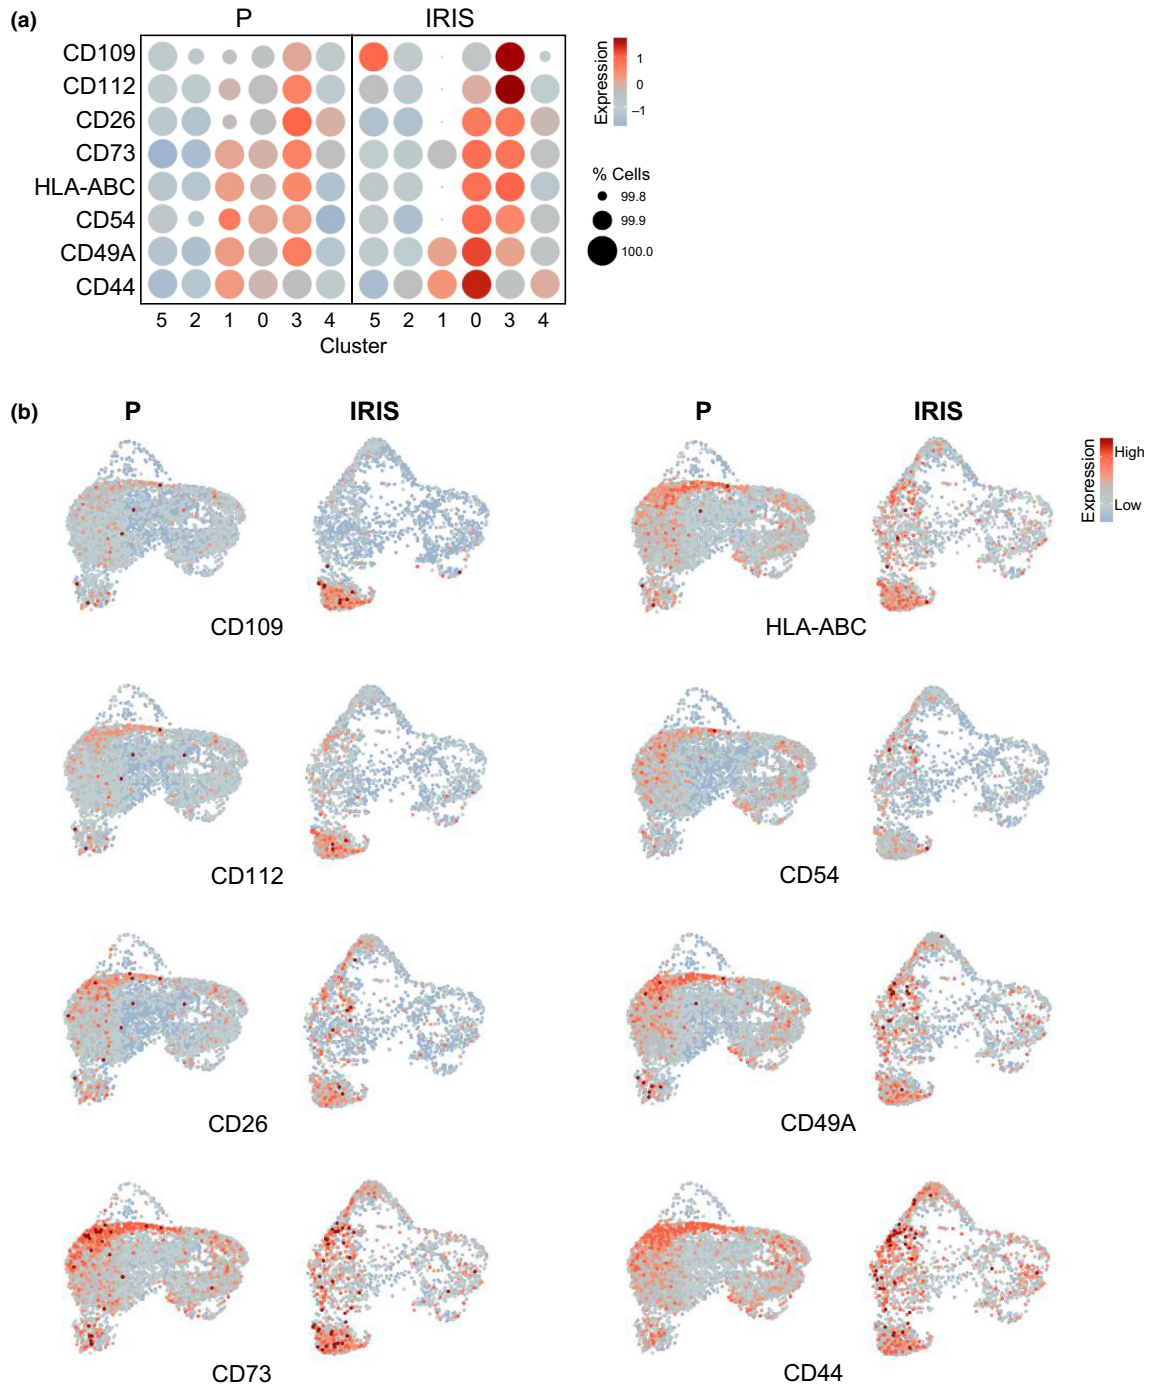 (a)
P IRIS
CD109
CD112
CD26
CD73
HLA-ABC
CD54
CD49A
CD44
5 2 1 0 3 4 5 2 1 0 3 4
Cluster
Expression
1
0
−1
% Cells
99.8
99.9
100.0
(b)
P IRIS P IRIS
Expression
High
Low
CD109 HLA-ABC
CD112 CD54
CD26 CD49A
CD73 CD44